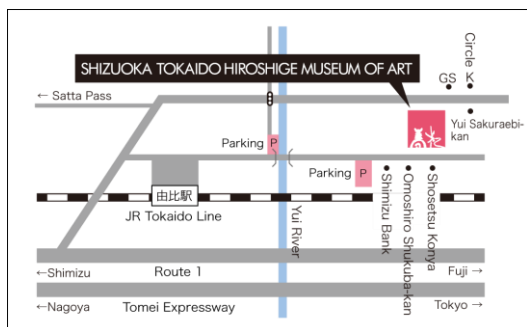 SHIZUOKA TOKAIDO HIROSHIGE MUSEUM OF ART
GS
Circle K
← Satta Pass
Yui Sakuraebi-
kan
Parking P
Parking P
由比駅
JR Tokaido Line
Yui River
Shimizu Bank
Omoshiro Shukuba-kan
Shosetsu Konya
←Shimizu
Route 1
Fuji →
←Nagoya
Tomei Expressway
Tokyo→